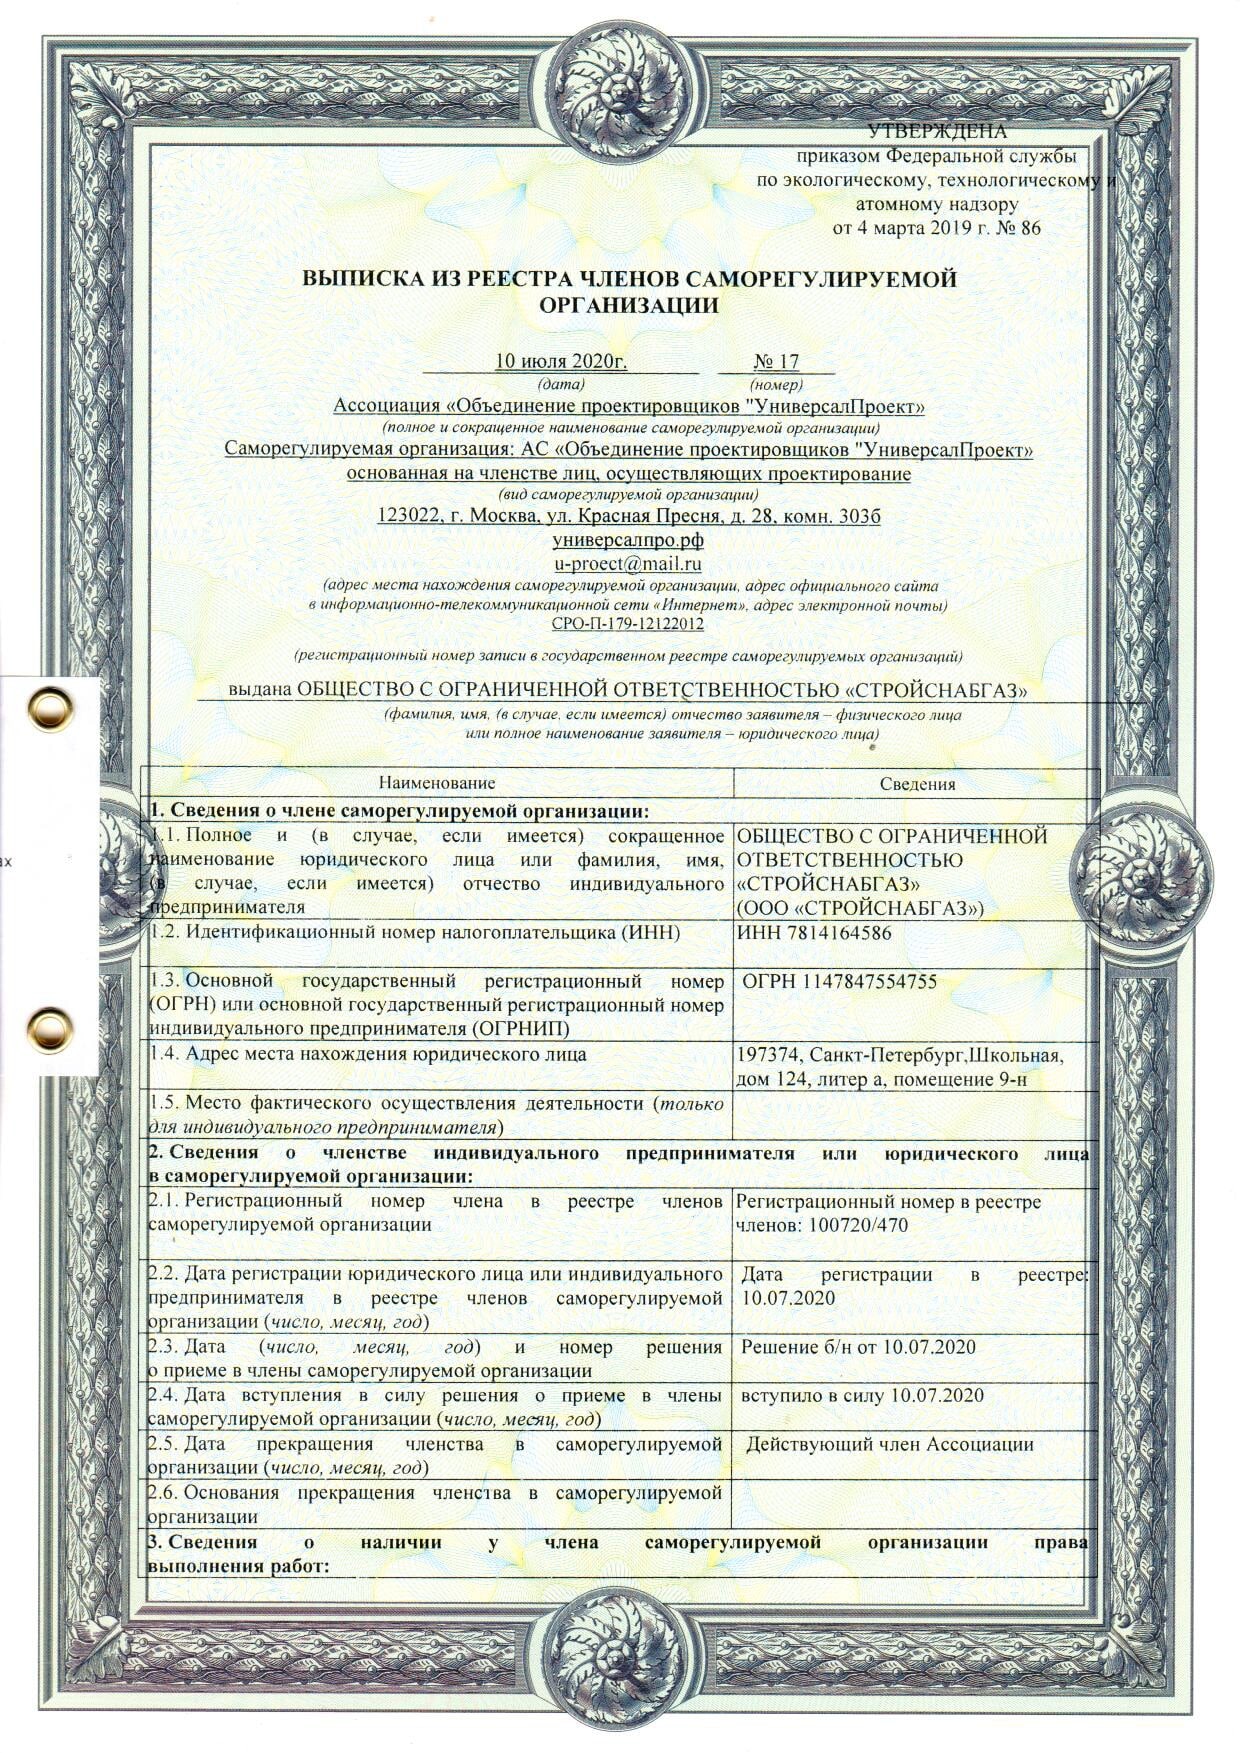 УТВЕРЖДЕНА
приказом Федеральной службы
по экологическому, технологическому и
атомному надзору
от 4 марта 2019 г. № 86
ВЫПИСКА ИЗ РЕЕСТРА ЧЛЕНОВ САМОРЕГУЛИРУЕМОЙ
ОРГАНИЗАЦИИ
10 июля 2020г. № 17
(дата) (номер)
Ассоциация «Объединение проектировщиков "УниверсалПроект»
(полное и сокращенное наименование саморегулируемой организации)
Саморегулируемая организация: АС «Объединение проектировщиков "УниверсалПроект»
основанная на членстве лиц, осуществляющих проектирование
(вид саморегулируемой организации)
123022, г. Москва, ул. Красная Пресня, д. 28, комн. 303б
универсалпро.рф
u-proect@mail.ru
(адрес места нахождения саморегулируемой организации, адрес официального сайта
в информационно-телекоммуникационной сети «Интернет», адрес электронной почты)
СРО-П-179-12122012
(регистрационный номер записи в государственном реестре саморегулируемых организаций)
выдана ОБЩЕСТВО С ОГРАНИЧЕННОЙ ОТВЕТСТВЕННОСТЬЮ «СТРОЙСНАБГАЗ»
(фамилия, имя, (в случае, если имеется) отчество заявителя – физического лица
или полное наименование заявителя – юридического лица)
Наименование Сведения
1. Сведения о члене саморегулируемой организации:
1.1. Полное и (в случае, если имеется) сокращенное
наименование юридического лица или фамилия, имя,
(в случае, если имеется) отчество индивидуального
предпринимателя
ОБЩЕСТВО С ОГРАНИЧЕННОЙ
ОТВЕТСТВЕННОСТЬЮ
«СТРОЙСНАБГАЗ»
(ООО «СТРОЙСНАБГАЗ»)
1.2. Идентификационный номер налогоплательщика (ИНН)
ИНН 7814164586
1.3. Основной государственный регистрационный номер
(ОГРН) или основной государственный регистрационный номер
индивидуального предпринимателя (ОГРНИП)
ОГРН 1147847554755
1.4. Адрес места нахождения юридического лица
197374, Санкт-Петербург,Школьная,
дом 124, литер а, помещение 9-н
1.5. Место фактического осуществления деятельности (только
для индивидуального предпринимателя)
2. Сведения о членстве индивидуального предпринимателя или юридического лица
в саморегулируемой организации:
2.1. Регистрационный номер члена в реестре членов
саморегулируемой организации
Регистрационный номер в реестре
членов: 100720/470
2.2. Дата регистрации юридического лица или индивидуального
предпринимателя в реестре членов саморегулируемой
организации (число, месяц, год)
Дата регистрации в реестре:
10.07.2020
2.3. Дата (число, месяц, год) и номер решения
о приеме в члены саморегулируемой организации
Решение б/н от 10.07.2020
2.4. Дата вступления в силу решения о приеме в члены
саморегулируемой организации (число, месяц, год)
вступило в силу 10.07.2020
2.5. Дата прекращения членства в саморегулируемой
организации (число, месяц, год)
Действующий член Ассоциации
2.6. Основания прекращения членства в саморегулируемой
организации
3. Сведения о наличии у члена саморегулируемой организации права
выполнения работ: